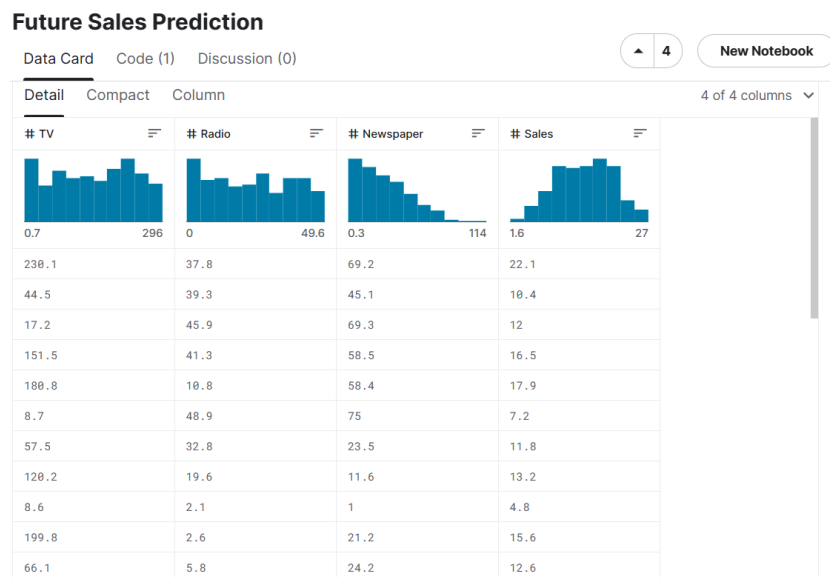 Future Sales Prediction
Data Card Code (1) Discussion (0)
4 New Notebook
Detail Compact Column 4 of 4 columns
# TV # Radio # Newspaper # Sales
0.7 296 0 49.6 0.3 114 1.6 27
230.1 37.8 69.2 22.1
44.5 39.3 45.1 10.4
17.2 45.9 69.3 12
151.5 41.3 58.5 16.5
180.8 10.8 58.4 17.9
8.7 48.9 75 7.2
57.5 32.8 23.5 11.8
120.2 19.6 11.6 13.2
8.6 2.1 1 4.8
199.8 2.6 21.2 15.6
66.1 5.8 24.2 12.6